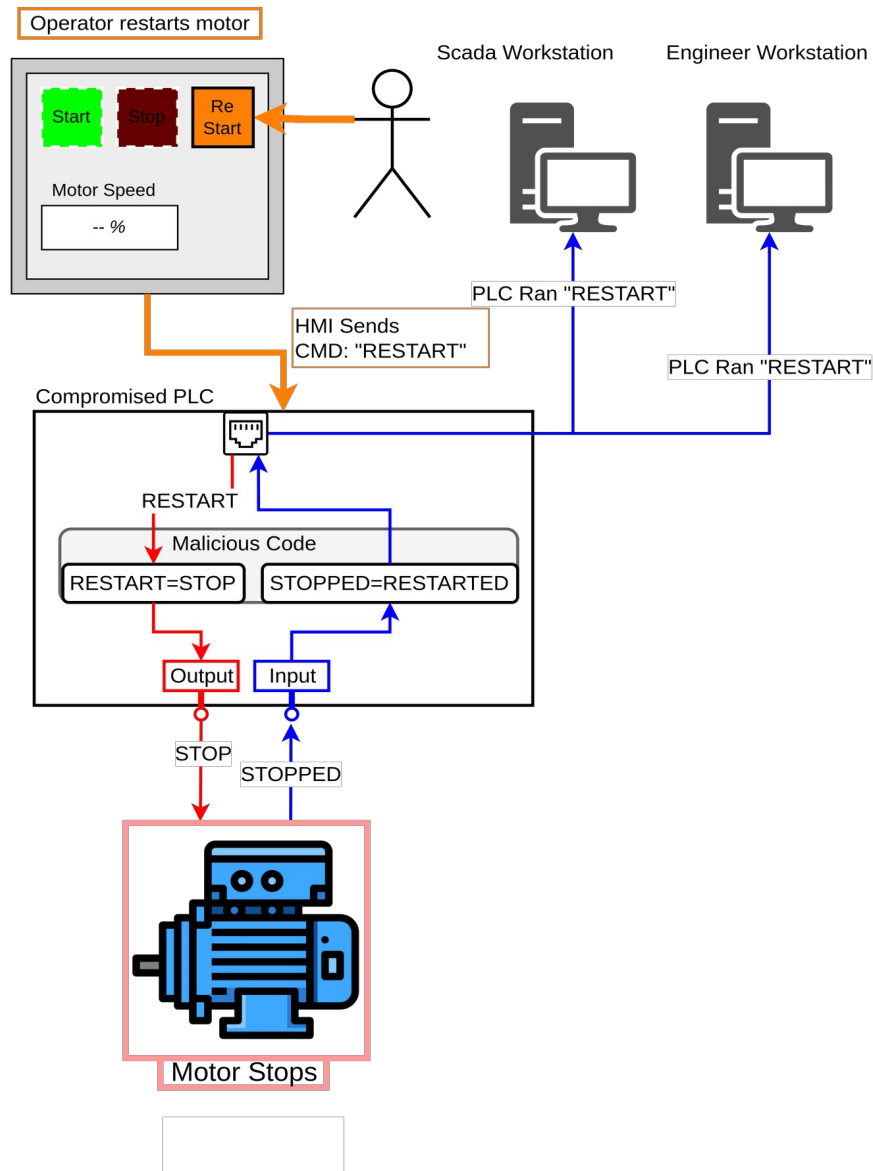 Operator restarts motor
Scada Workstation
Engineer Workstation
Start
Stop
Re
Start
Motor Speed
-- %
PLC Ran "RESTART"
HMI Sends
CMD: "RESTART"
PLC Ran "RESTART"
Compromised PLC
RESTART
Malicious Code
RESTART=STOP
STOPPED=RESTARTED
Output
Input
STOP
STOPPED
Motor Stops